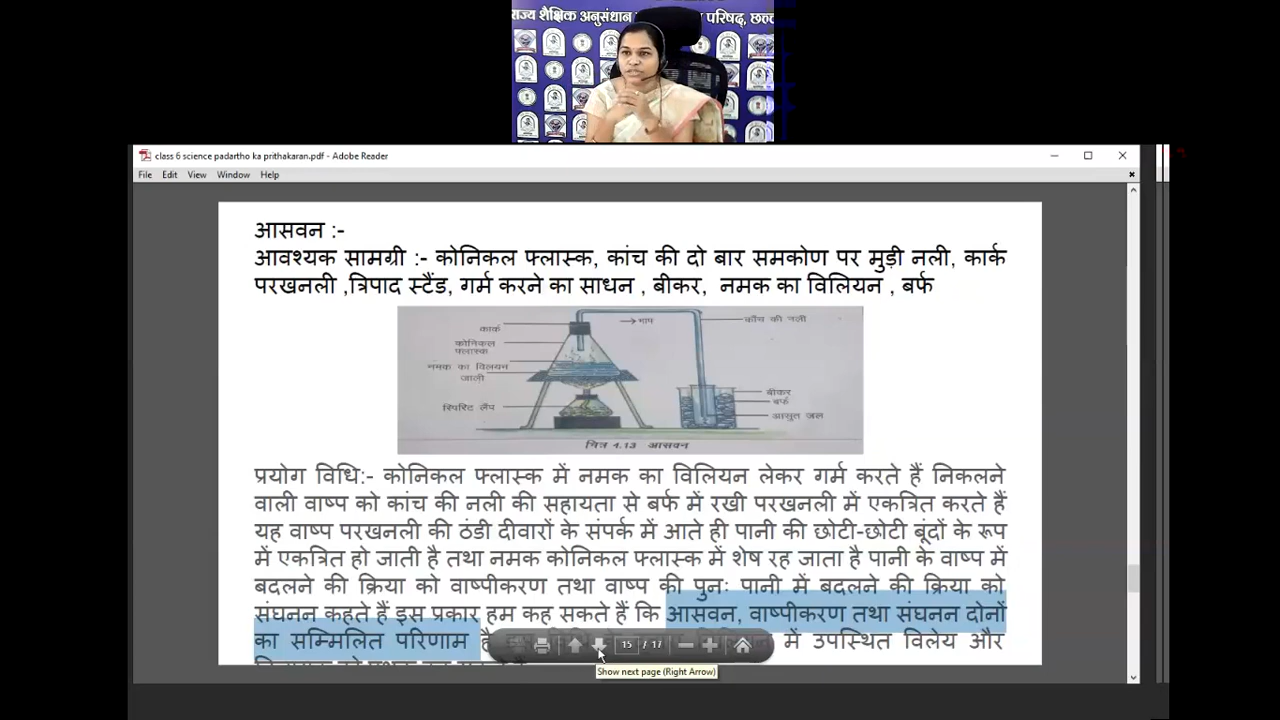 राज्य शैक्षिक अनुसंधान
परिषद्, छत्
class 6 science padartho ka prithakaran.pdf - Adobe Reader
File Edit View Window Help
आसवन :-
आवश्यक सामग्री :- कोनिकल फ्लास्क, कांच की दो बार समकोण पर मुड़ी नली, कार्क
परखनली ,त्रिपाद स्टैंड, गर्म करने का साधन , बीकर, नमक का विलियन , बर्फ
कार्क
भाप
काँस की नली
कोनिकल
फ्लास्क
नमक का विलयन
जाली
स्पिरिट लैंप
बीकर
बर्फ
आसुत जल
चित्र 4.13 आसवन
प्रयोग विधि:- कोनिकल फ्लास्क में नमक का विलियन लेकर गर्म करते हैं निकलने
वाली वाष्प को कांच की नली की सहायता से बर्फ में रखी परखनली में एकत्रित करते हैं
यह वाष्प परखनली की ठंडी दीवारों के संपर्क में आते ही पानी की छोटी-छोटी बूंदों के रूप
में एकत्रित हो जाती है तथा नमक कोनिकल फ्लास्क में शेष रह जाता है पानी के वाष्प में
बदलने की क्रिया को वाष्पीकरण तथा वाष्प की पुनः पानी में बदलने की क्रिया को
संघनन कहते हैं इस प्रकार हम कह सकते हैं कि आसवन, वाष्पीकरण तथा संघनन दोनों
का सम्मिलित परिणाम है में उपस्थित विलेय और
15 / 17
Show next page (Right Arrow)